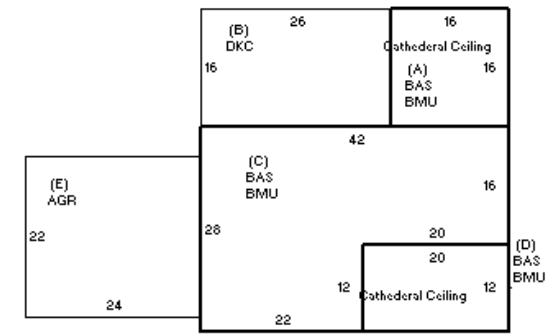 (B)
DKC
26
16
16
Cathederal Ceiling
16
(A)
BAS
BMU
42
(C)
BAS
BMU
16
(E)
AGR
22
24
28
20
20
(D)
BAS
BMU
12
Cathederal Ceiling
12
22